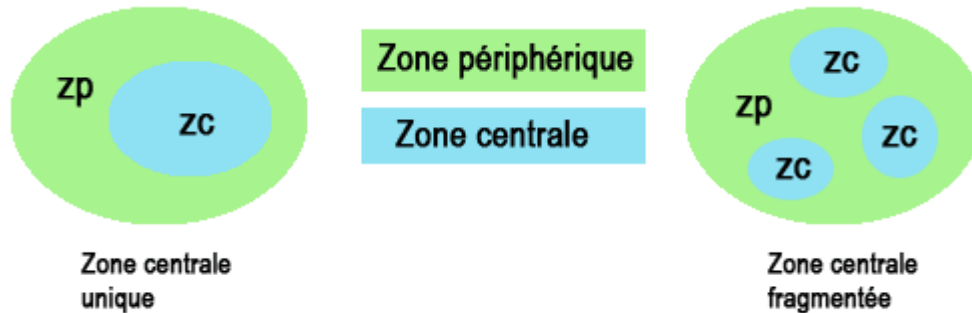 zp
zc
Zone centrale
unique
Zone périphérique
Zone centrale
zc
zp
zc
zc
Zone centrale
fragmentée